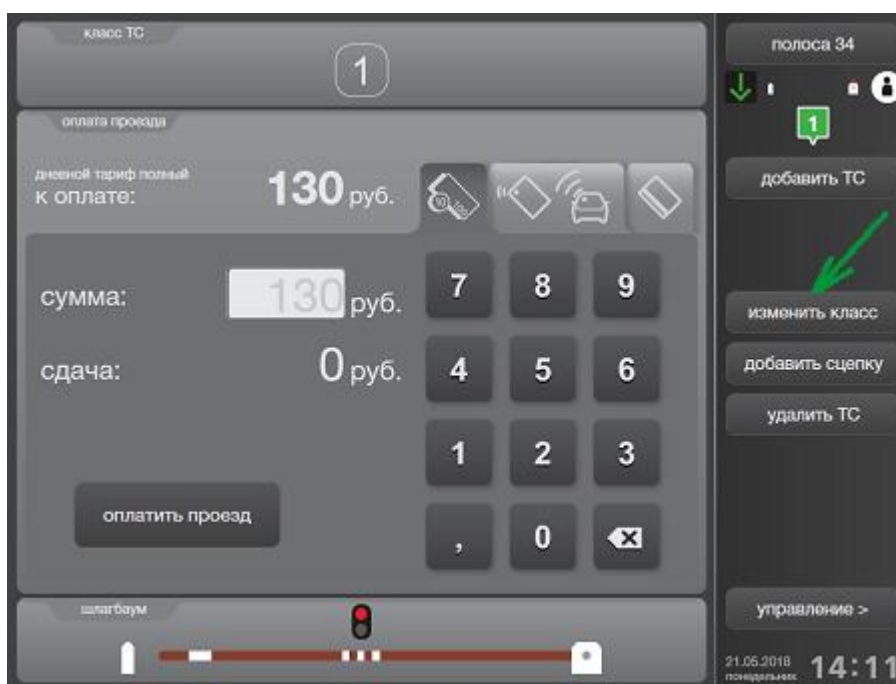 класс ТС
1
оплата проезда
дневной тариф полный
к оплате: 130 руб.
сумма: 130 руб.
сдача: 0 руб.
7 8 9
4 5 6
1 2 3
, 0
оплатить проезд
шлагбаум
полоса 34
1
добавить ТС
изменить класс
добавить сцепку
удалить ТС
управление >
21.05.2018
понедельник
14:11